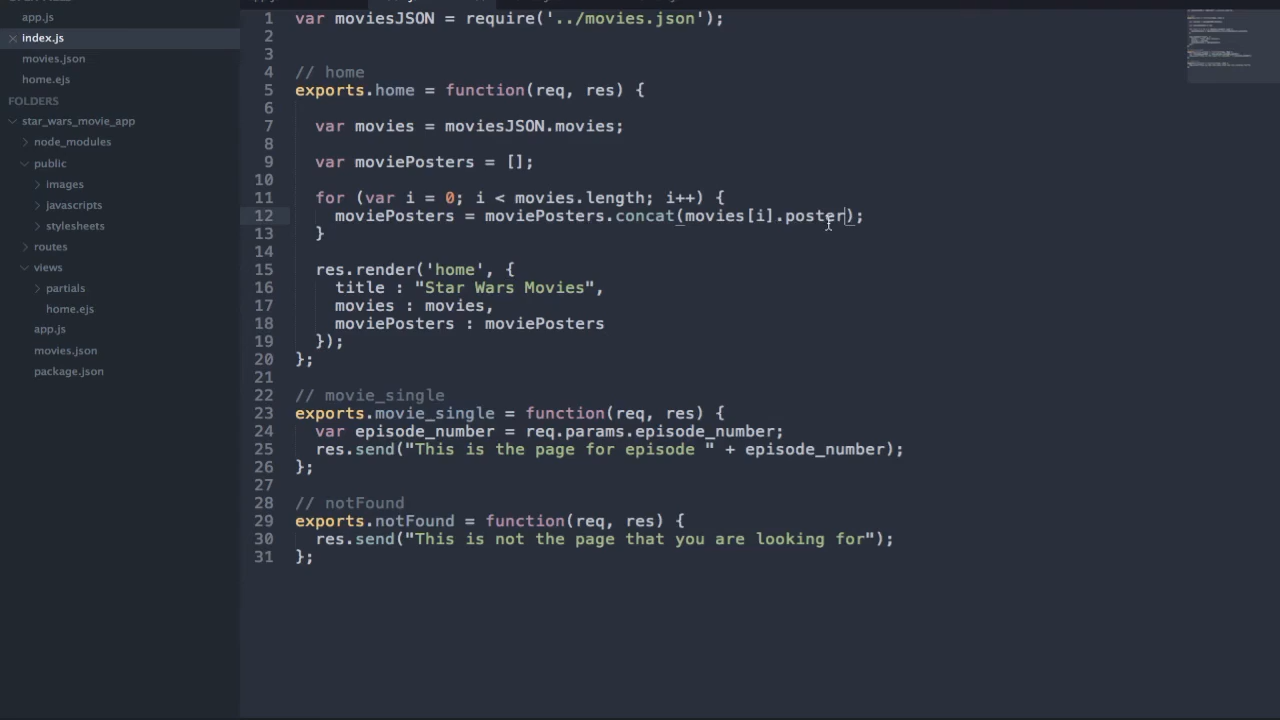 app.js
index.js
movies.json
home.ejs
FOLDERS
star_wars_movie_app
node_modules
public
images
javascripts
stylesheets
routes
views
partials
home.ejs
app.js
movies.json
package.json
1 var moviesJSON = require('../movies.json');
2
3
4 // home
5 exports.home = function(req, res) {
6
7 var movies = moviesJSON.movies;
8
9 var moviePosters = [];
10
11 for (var i = 0; i < movies.length; i++) {
12 moviePosters = moviePosters.concat(movies[i].poster);
13 }
14
15 res.render('home', {
16 title : "Star Wars Movies",
17 movies : movies,
18 moviePosters : moviePosters
19 });
20 };
21
22 // movie_single
23 exports.movie_single = function(req, res) {
24 var episode_number = req.params.episode_number;
25 res.send("This is the page for episode " + episode_number);
26 };
27
28 // notFound
29 exports.notFound = function(req, res) {
30 res.send("This is not the page that you are looking for");
31 };